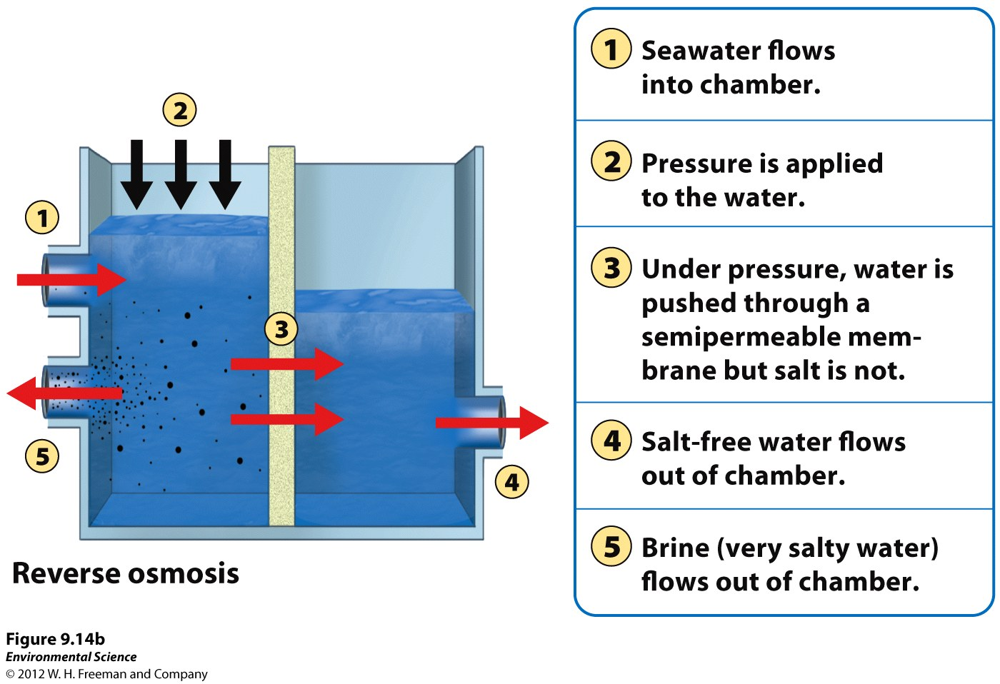 2
1
3
5
4
1 Seawater flows
into chamber.
2 Pressure is applied
to the water.
3 Under pressure, water is
pushed through a
semipermeable mem-
brane but salt is not.
4 Salt-free water flows
out of chamber.
5 Brine (very salty water)
flows out of chamber.
Reverse osmosis
Figure 9.14b
Environmental Science
© 2012 W. H. Freeman and Company